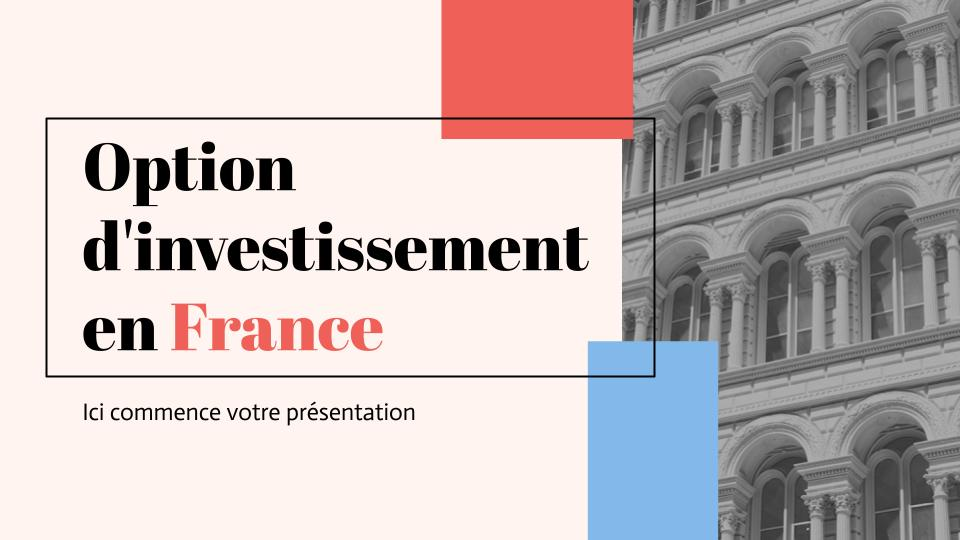 Option
d'investissement
en France
Ici commence votre présentation